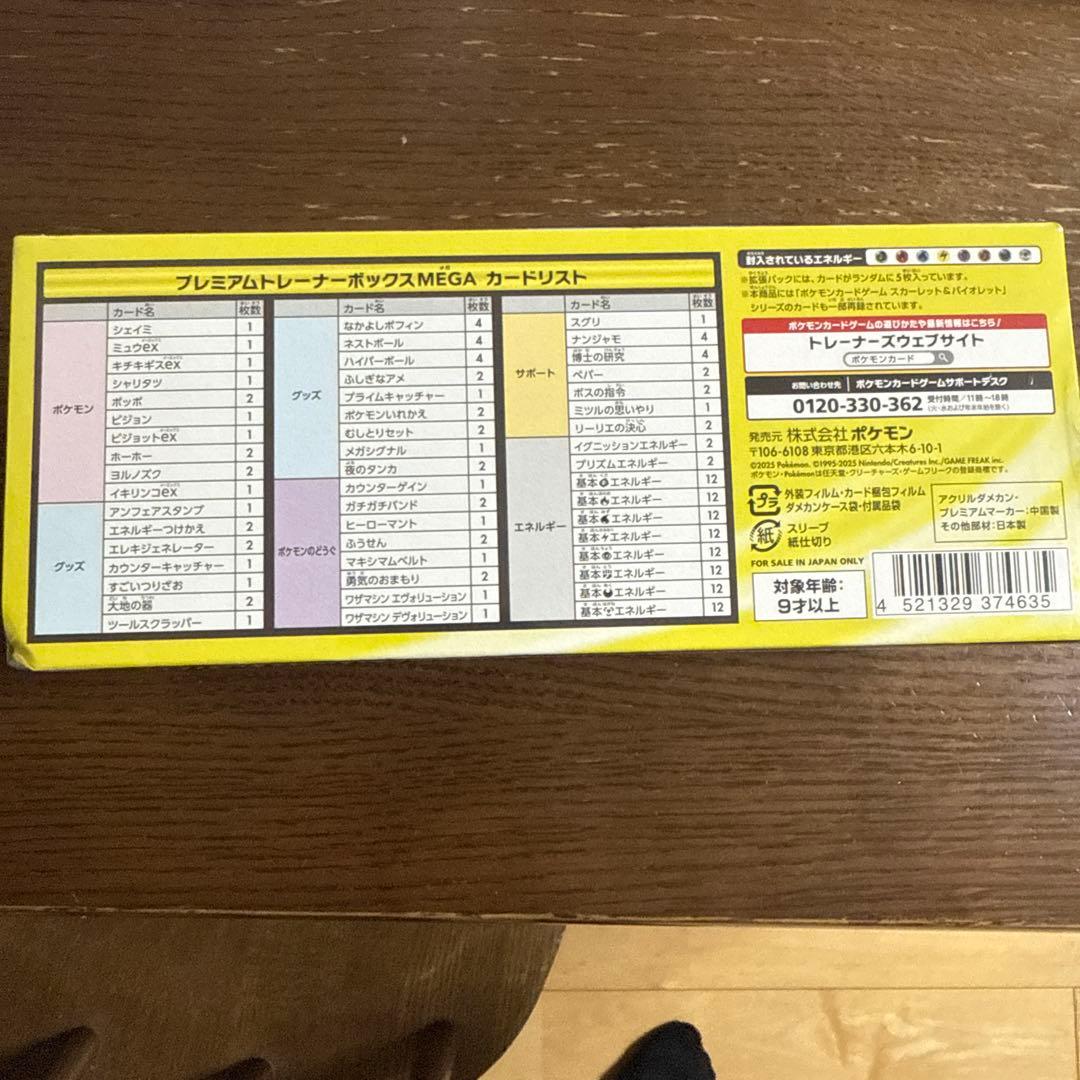 プレミアムトレーナーボックスMEGA カードリスト
カード名 枚数
ポケモン
シェイミ 1
ミュウex 1
キチキギスex 1
シャリタツ 1
ポッポ 2
ピジョン 1
ピジョットex 2
ホーホー 2
ヨルノズク 2
イキリンコex 1
グッズ
アンフェアスタンプ 1
エネルギーつけかえ 2
エレキジェネレーター 2
カウンターキャッチャー 1
すごいつりざお 1
大地の器 2
ツールスクラッパー 1
カード名 枚数
グッズ
なかよしポフィン 4
ネストボール 4
ハイパーボール 4
ふしぎなアメ 2
プライムキャッチャー 1
ポケモンいれかえ 2
むしとりセット 2
メガシグナル 1
夜のタンカ 2
ポケモンのどうぐ
カウンターゲイン 1
ガチガチバンド 2
ヒーローマント 1
ふうせん 2
マキシマムベルト 1
勇気のおまもり 2
ワザマシン エヴォリューション 1
ワザマシン デヴォリューション 1
カード名 枚数
サポート
スグリ 1
ナンジャモ 4
博士の研究 4
ペパー 2
ボスの指令 2
ミツルの思いやり 1
リーリエの決心 2
エネルギー
イグニッションエネルギー 2
プリズムエネルギー 2
基本エネルギー 12
基本エネルギー 12
基本エネルギー 12
基本エネルギー 12
基本エネルギー 12
基本エネルギー 12
基本エネルギー 12
基本エネルギー 12
封入されているエネルギー
※拡張パックには、カードがランダムに5枚入っています。
※本商品には「ポケモンカードゲーム スカーレット&バイオレット」
シリーズのカードも一部再録されています。
ポケモンカードゲームの遊びかたや最新情報はこちら!
トレーナーズウェブサイト
ポケモンカード
お問い合わせ先 ポケモンカードゲームサポートデスク
0120-330-362 受付時間/11時〜18時
(火・水および年末年始を除く)
発売元 株式会社 ポケモン
〒106-6108 東京都港区六本木6-10-1
©2025 Pokémon. ©1995-2025 Nintendo/Creatures Inc./GAME FREAK inc.
ポケモン・Pokémonは任天堂・クリーチャーズ・ゲームフリークの登録商標です。
プラ
外装フィルム・カード梱包フィルム
ダメカンケース袋・付属品袋
紙
スリーブ
紙仕切り
アクリルダメカン・
プレミアムマーカー:中国製
その他部材:日本製
FOR SALE IN JAPAN ONLY
対象年齢:
9才以上
4 521329 374635